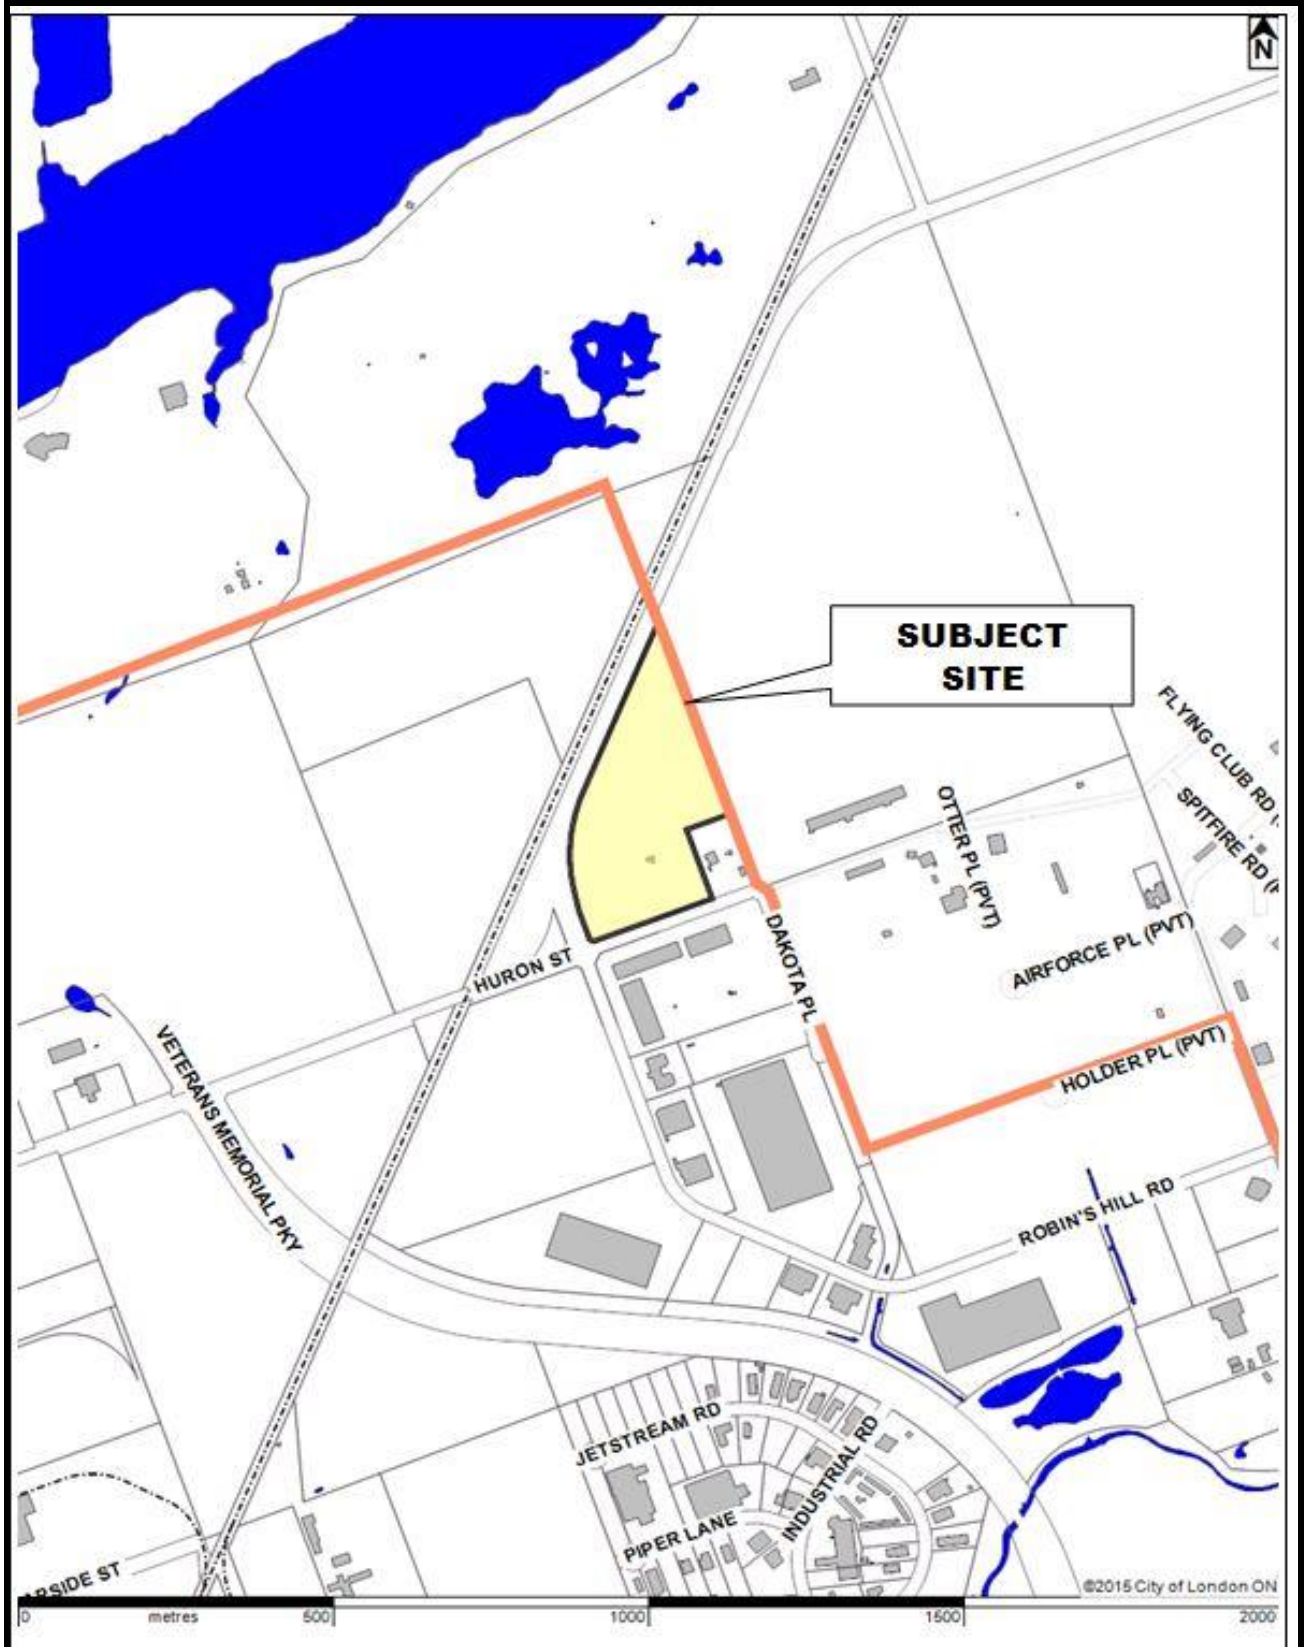 N
SUBJECT
SITE
FLYING CLUB RD
SPITFIRE RD
OTTER PL (PVT)
AIRFORCE PL (PVT)
DAKOTA PL
HURON ST
HOLDER PL (PVT)
VETERANS MEMORIAL PKY
ROBIN'S HILL RD
JETSTREAM RD
INDUSTRIAL RD
PIPER LANE
RSIDE ST
©2015 City of London ON
0 metres 500 1000 1500 2000